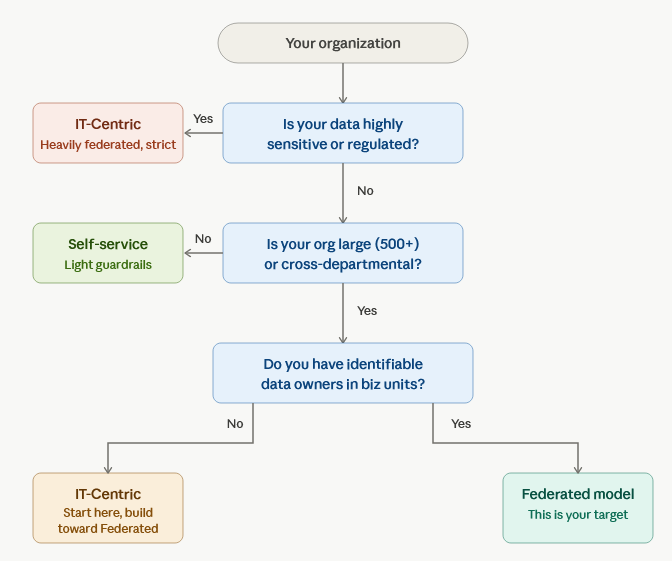 Your organization
Yes
IT-Centric
Heavily federated, strict
Is your data highly
sensitive or regulated?
No
No
Self-service
Light guardrails
Is your org large (500+)
or cross-departmental?
Yes
Do you have identifiable
data owners in biz units?
No
Yes
IT-Centric
Start here, build
toward Federated
Federated model
This is your target